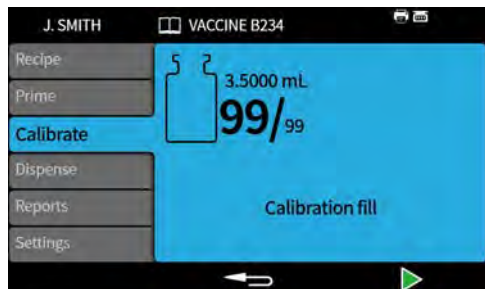 J. SMITH
VACCINE B234
Recipe
Prime
Calibrate
Dispense
Reports
Settings
3.5000 mL
99/99
Calibration fill